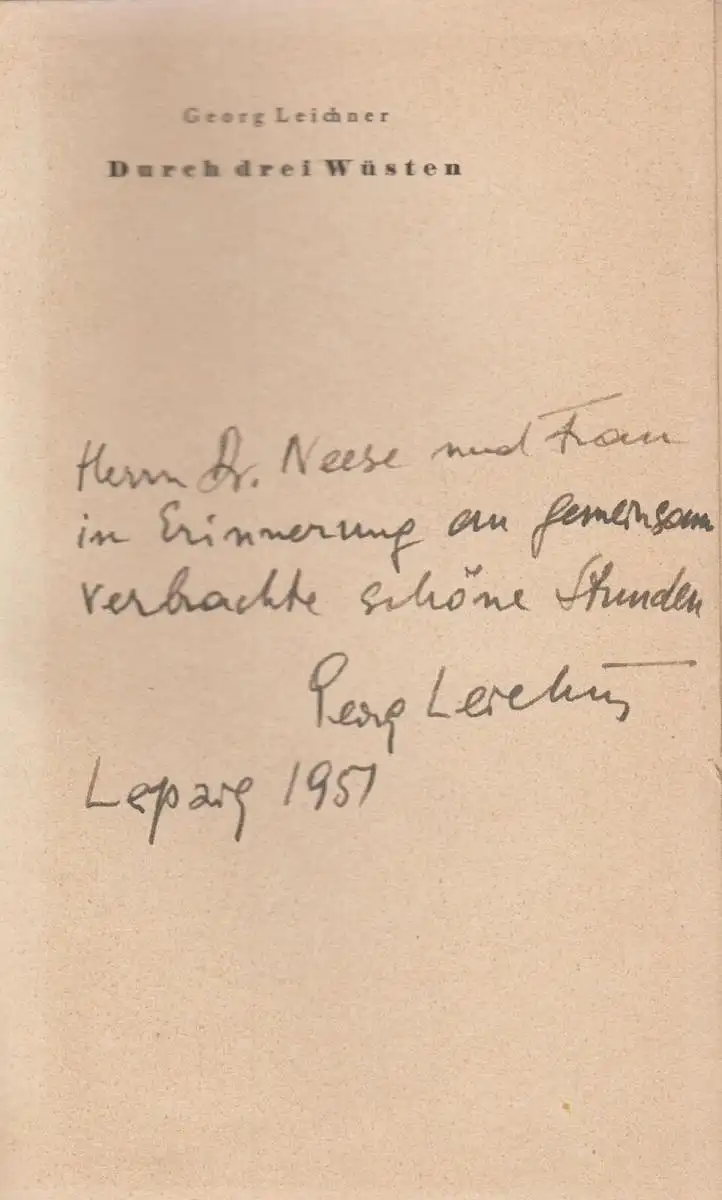 Georg Leichner
Durch drei Wüsten
Herrn Dr. Neese und Frau
in Erinnerung an gemeinsam
verbrachte schöne Stunden
Georg Leichner
Leipzig 1951